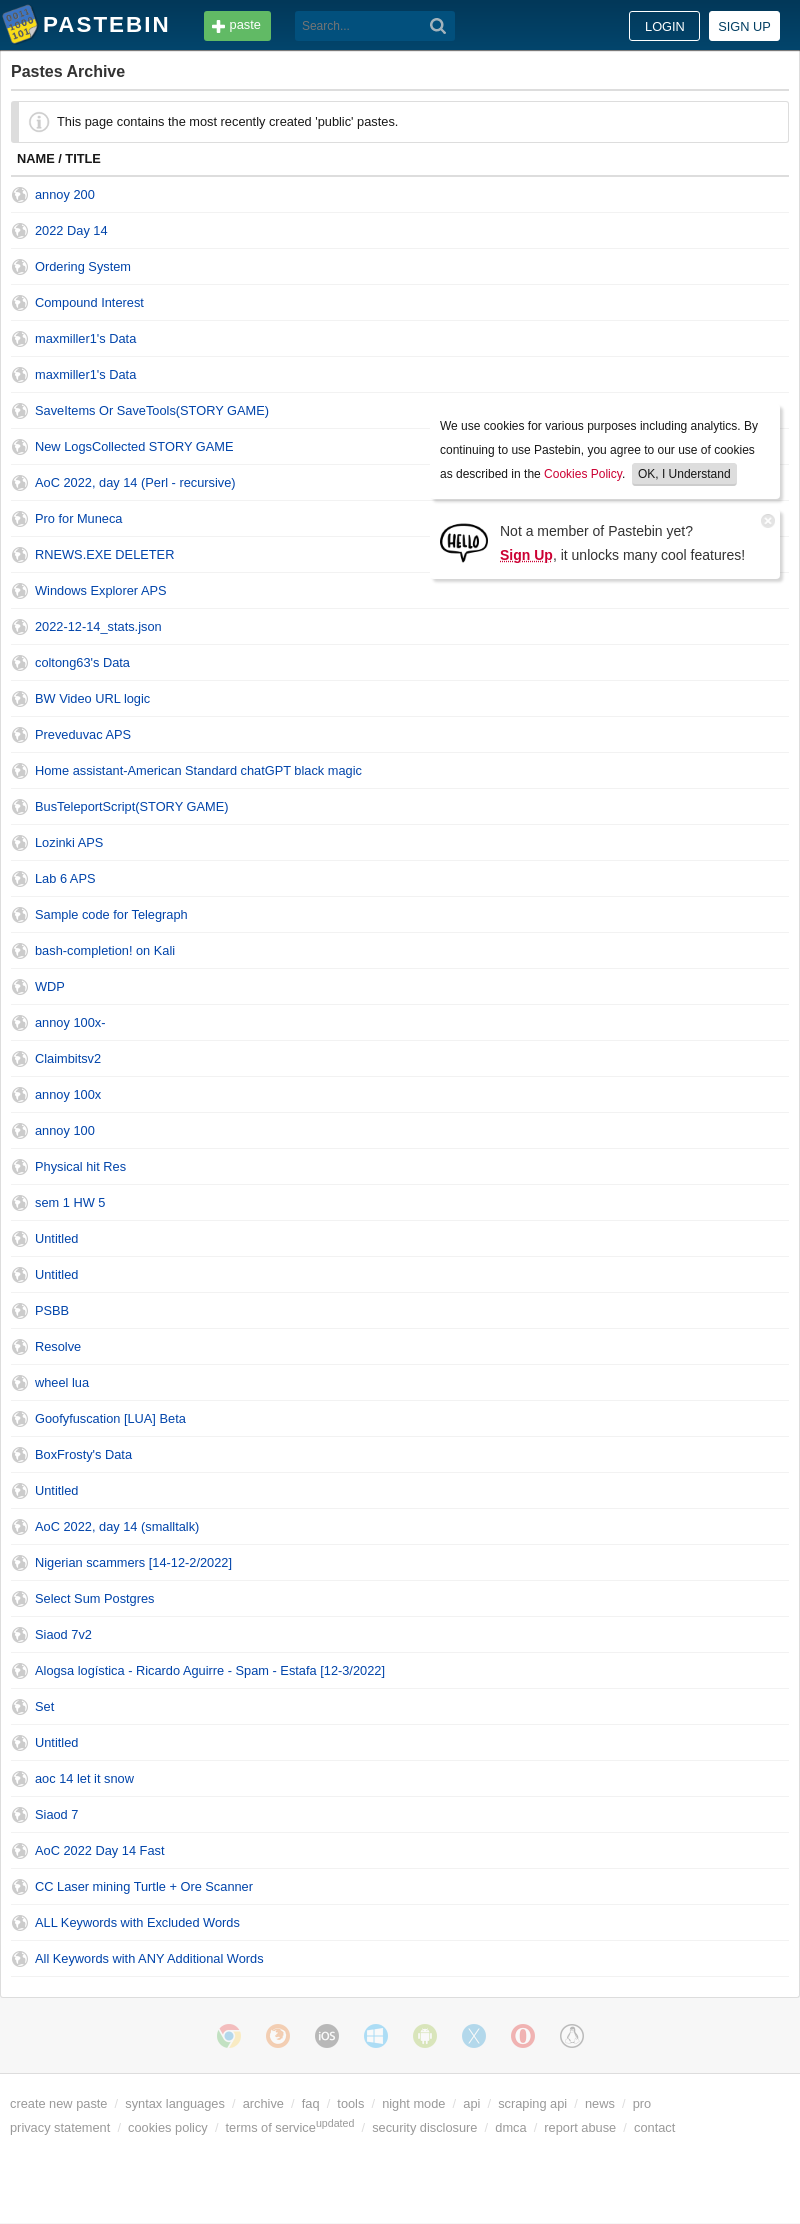 PASTEBIN
paste
Search...
LOGIN
SIGN UP
Pastes Archive
This page contains the most recently created 'public' pastes.
NAME / TITLE
annoy 200
2022 Day 14
Ordering System
Compound Interest
maxmiller1's Data
maxmiller1's Data
SaveItems Or SaveTools(STORY GAME)
New LogsCollected STORY GAME
AoC 2022, day 14 (Perl - recursive)
Pro for Muneca
RNEWS.EXE DELETER
Windows Explorer APS
2022-12-14_stats.json
coltong63's Data
BW Video URL logic
Preveduvac APS
Home assistant-American Standard chatGPT black magic
BusTeleportScript(STORY GAME)
Lozinki APS
Lab 6 APS
Sample code for Telegraph
bash-completion! on Kali
WDP
annoy 100x-
Claimbitsv2
annoy 100x
annoy 100
Physical hit Res
sem 1 HW 5
Untitled
Untitled
PSBB
Resolve
wheel lua
Goofyfuscation [LUA] Beta
BoxFrosty's Data
Untitled
AoC 2022, day 14 (smalltalk)
Nigerian scammers [14-12-2/2022]
Select Sum Postgres
Siaod 7v2
Alogsa logística - Ricardo Aguirre - Spam - Estafa [12-3/2022]
Set
Untitled
aoc 14 let it snow
Siaod 7
AoC 2022 Day 14 Fast
CC Laser mining Turtle + Ore Scanner
ALL Keywords with Excluded Words
All Keywords with ANY Additional Words
We use cookies for various purposes including analytics. By
continuing to use Pastebin, you agree to our use of cookies
as described in the Cookies Policy. OK, I Understand
HELLO
Not a member of Pastebin yet?
Sign Up, it unlocks many cool features!
iOS
create new paste / syntax languages / archive / faq / tools / night mode / api / scraping api / news / pro
privacy statement / cookies policy / terms of serviceupdated / security disclosure / dmca / report abuse / contact